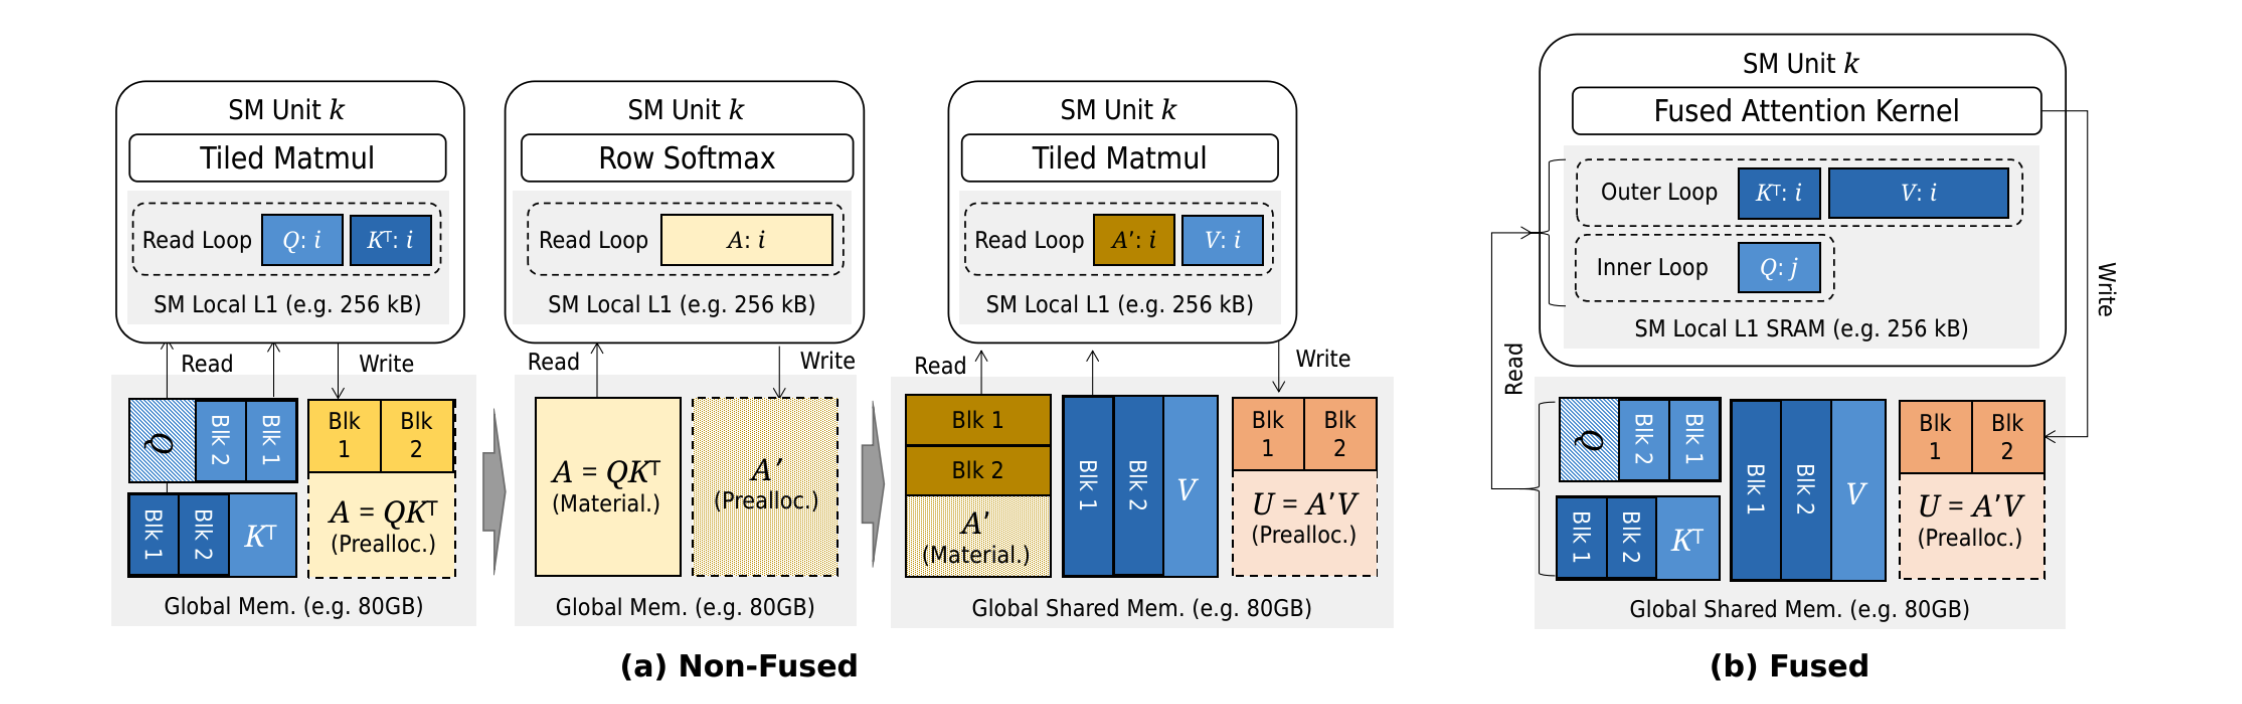 SM Unit k
Tiled Matmul
Read Loop
Q: i
Kᵀ: i
SM Local L1 (e.g. 256 kB)
Read
Write
Q
Blk 2
Blk 1
Blk 1
Blk 2
Kᵀ
Blk 1
Blk 2
A = QKᵀ
(Prealloc.)
Global Mem. (e.g. 80GB)
SM Unit k
Row Softmax
Read Loop
A: i
SM Local L1 (e.g. 256 kB)
Read
Write
A = QKᵀ
(Material.)
A′
(Prealloc.)
Global Mem. (e.g. 80GB)
SM Unit k
Tiled Matmul
Read Loop
A′: i
V: i
SM Local L1 (e.g. 256 kB)
Read
Write
Blk 1
Blk 2
A′
(Material.)
Blk 1
Blk 2
V
Blk 1
Blk 2
U = A′V
(Prealloc.)
Global Shared Mem. (e.g. 80GB)
(a) Non-Fused
SM Unit k
Fused Attention Kernel
Outer Loop
Kᵀ: i
V: i
Inner Loop
Q: j
SM Local L1 SRAM (e.g. 256 kB)
Read
Write
Q
Blk 2
Blk 1
Blk 1
Blk 2
Kᵀ
Blk 1
Blk 2
V
Blk 1
Blk 2
U = A′V
(Prealloc.)
Global Shared Mem. (e.g. 80GB)
(b) Fused